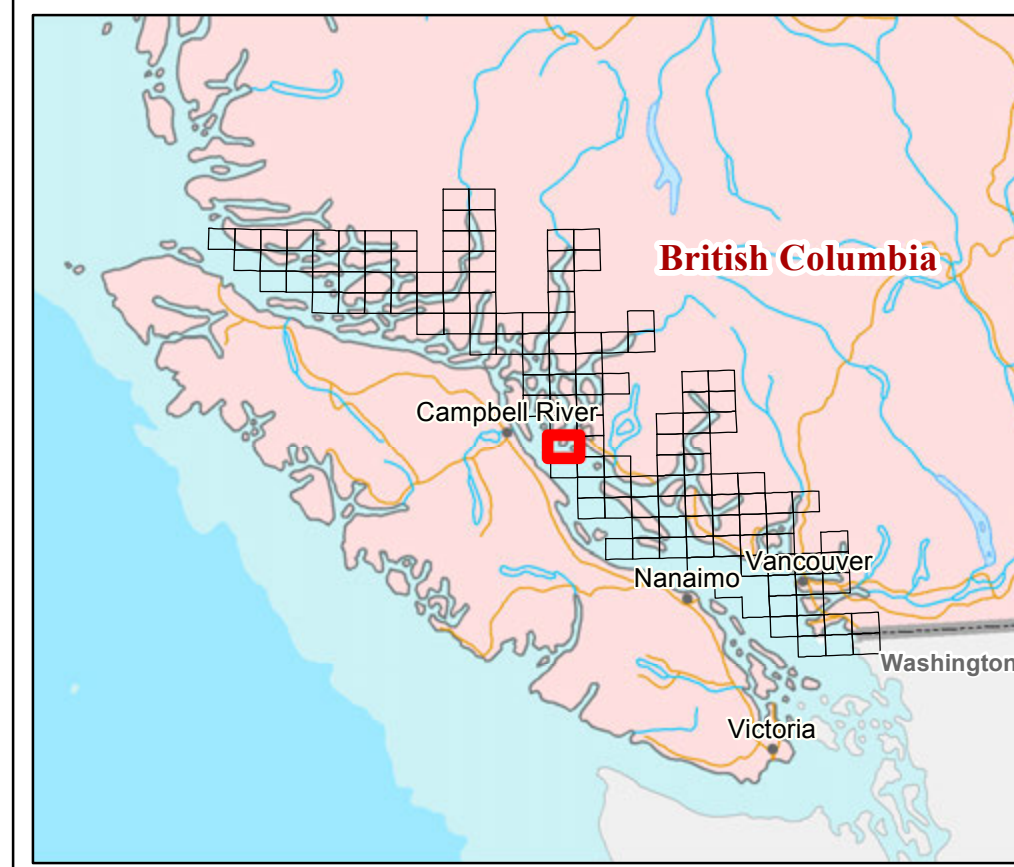 British Columbia
Campbell River
Vancouver
Nanaimo
Washington
Victoria